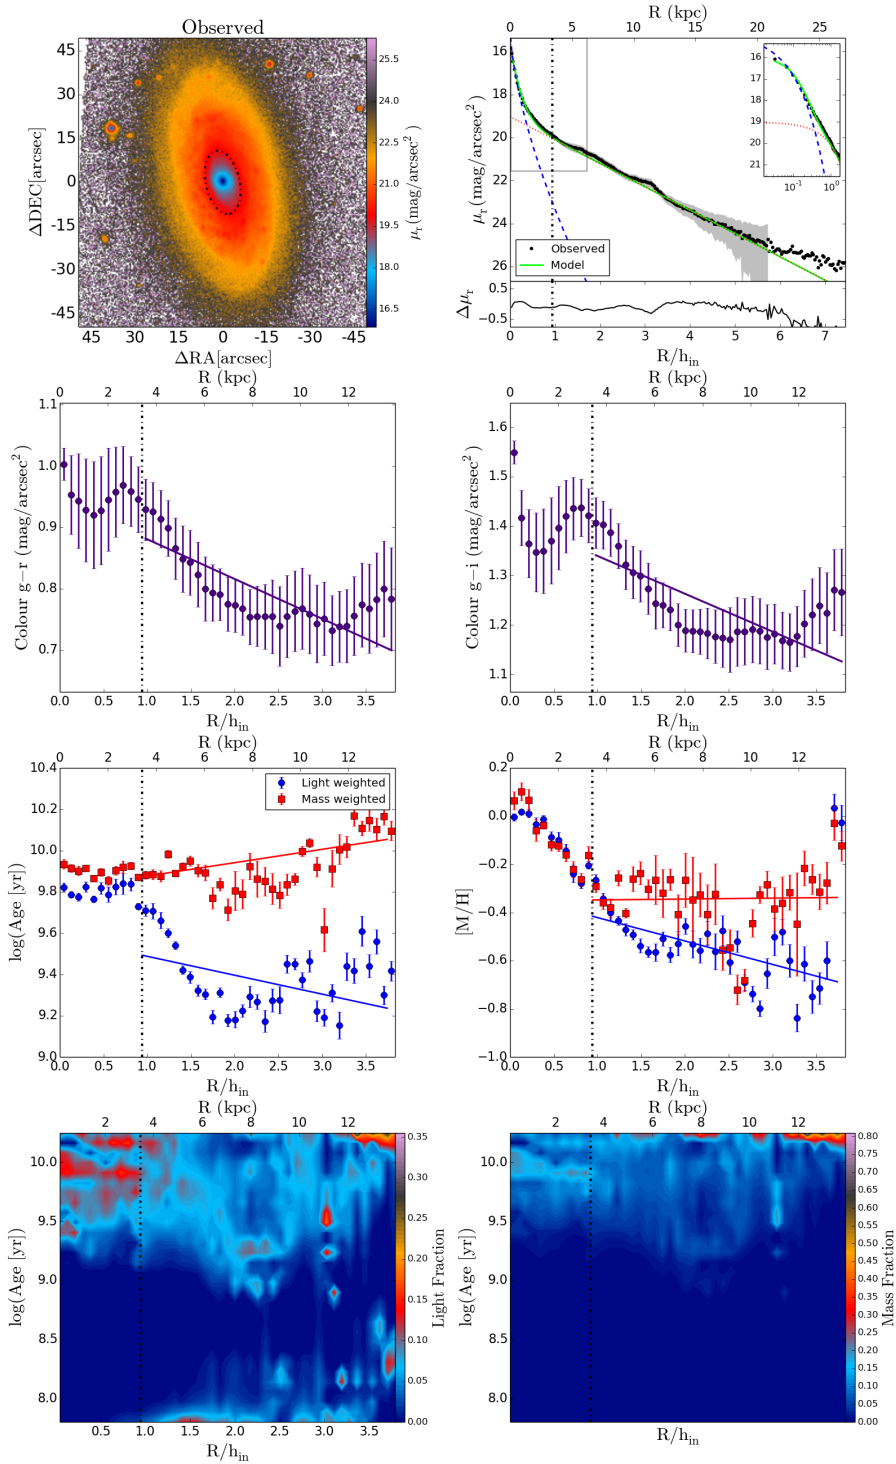 Observed
ΔDEC[arcsec]
45
30
15
0
-15
-30
-45
45 30 15 0 -15 -30 -45
ΔRA[arcsec]
25.5
24.0
22.5
21.0
19.5
18.0
16.5
μr (mag/arcsec²)
R (kpc)
0 5 10 15 20 25
μr (mag/arcsec²)
16
18
20
22
24
26
16
17
18
19
20
21
10⁻¹ 10⁰
Observed
Model
Δμr
0.5
−0.5
0 1 2 3 4 5 6 7
R/hin
R (kpc)
0 2 4 6 8 10 12
Colour g−r (mag/arcsec²)
1.1
1.0
0.9
0.8
0.7
0.0 0.5 1.0 1.5 2.0 2.5 3.0 3.5
R/hin
R (kpc)
0 2 4 6 8 10 12
Colour g−i (mag/arcsec²)
1.6
1.5
1.4
1.3
1.2
1.1
0.0 0.5 1.0 1.5 2.0 2.5 3.0 3.5
R/hin
R (kpc)
0 2 4 6 8 10 12
log(Age [yr])
10.4
10.2
10.0
9.8
9.6
9.4
9.2
9.0
Light weighted
Mass weighted
0.0 0.5 1.0 1.5 2.0 2.5 3.0 3.5
R/hin
R (kpc)
0 2 4 6 8 10 12
[M/H]
0.2
0.0
−0.2
−0.4
−0.6
−0.8
−1.0
0.0 0.5 1.0 1.5 2.0 2.5 3.0 3.5
R/hin
R (kpc)
2 4 6 8 10 12
log(Age [yr])
10.0
9.5
9.0
8.5
8.0
0.5 1.0 1.5 2.0 2.5 3.0 3.5
R/hin
0.35
0.30
0.25
0.20
0.15
0.10
0.05
0.00
Light Fraction
R (kpc)
2 4 6 8 10 12
log(Age [yr])
10.0
9.5
9.0
8.5
8.0
R/hin
0.80
0.75
0.70
0.65
0.60
0.55
0.50
0.45
0.40
0.35
0.30
0.25
0.20
0.15
0.10
0.05
0.00
Mass Fraction